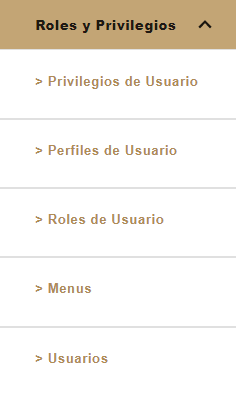 Roles y Privilegios
> Privilegios de Usuario
> Perfiles de Usuario
> Roles de Usuario
> Menus
> Usuarios